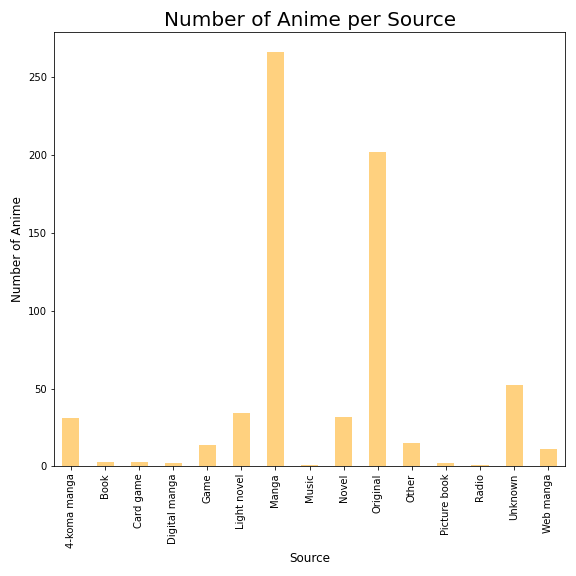 Number of Anime per Source
Number of Anime
250
200
150
100
50
0
4-koma manga
Book
Card game
Digital manga
Game
Light novel
Manga
Music
Novel
Original
Other
Picture book
Radio
Unknown
Web manga
Source